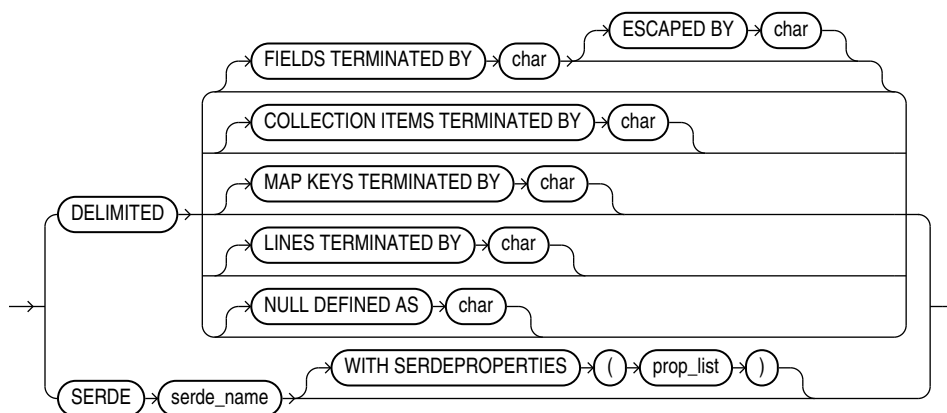 ESCAPED BY char
FIELDS TERMINATED BY char
COLLECTION ITEMS TERMINATED BY char
MAP KEYS TERMINATED BY char
DELIMITED
LINES TERMINATED BY char
NULL DEFINED AS char
WITH SERDEPROPERTIES ( prop_list )
SERDE serde_name